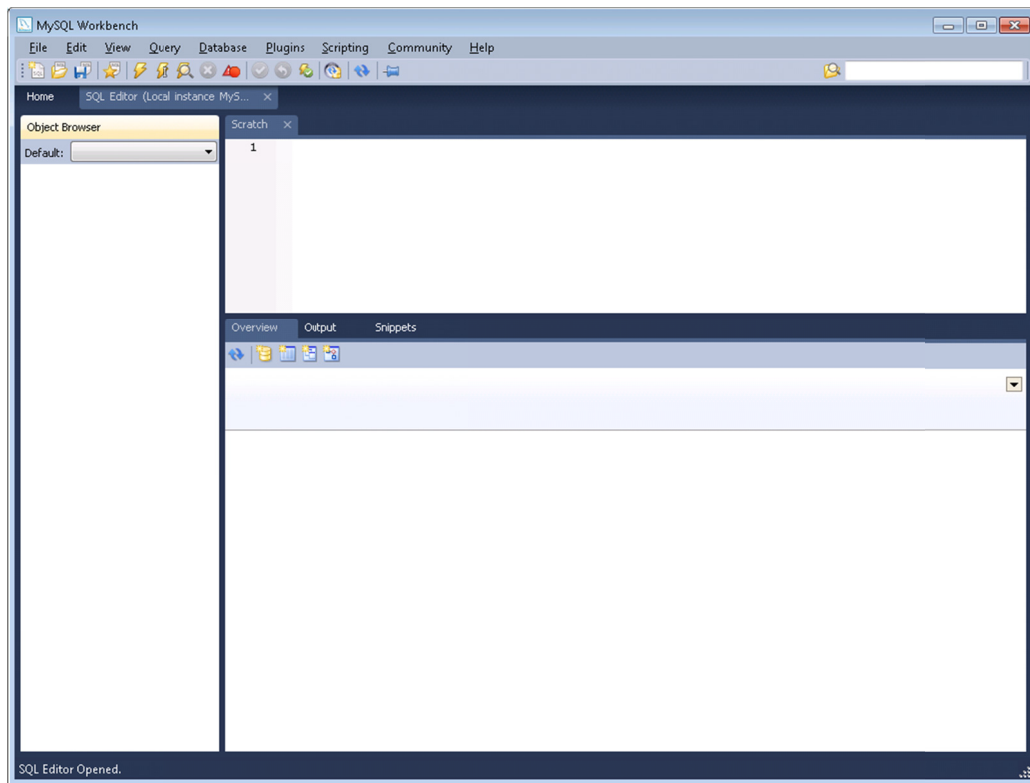 MySQL Workbench
File Edit View Query Database Plugins Scripting Community Help
Home SQL Editor (Local instance MyS...
Object Browser
Scratch
Default:
1
Overview Output Snippets
SQL Editor Opened.